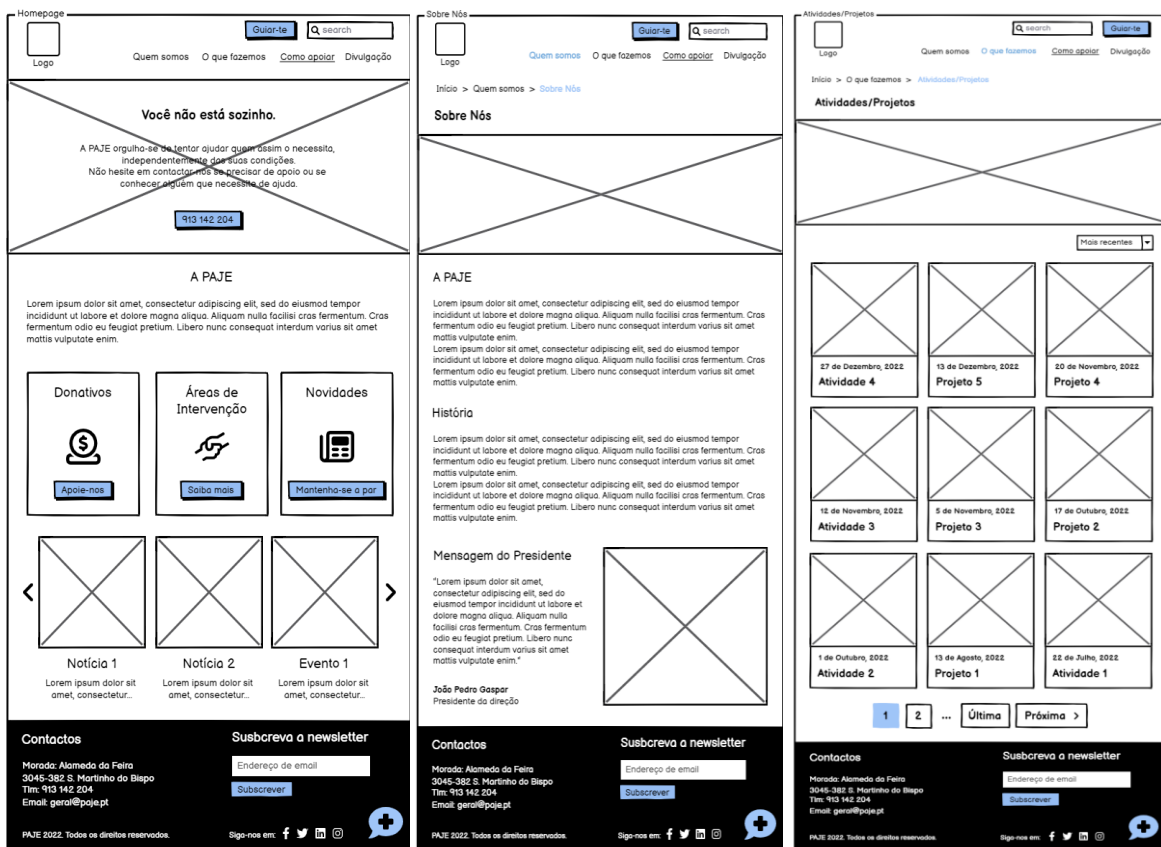 Homepage
Guiar-te
search
Logo
Quem somos O que fazemos Como apoiar Divulgação
Você não está sozinho.
A PAJE orgulha-se de tentar ajudar quem assim o necessita,
independentemente das suas condições.
Não hesite em contactar-nos se precisar de apoio ou se
conhecer alguém que necessite de ajuda.
913 142 204
A PAJE
Lorem ipsum dolor sit amet, consectetur adipiscing elit, sed do eiusmod tempor
incididunt ut labore et dolore magna aliqua. Aliquam nulla facilisi cras fermentum. Cras
fermentum odio eu feugiat pretium. Libero nunc consequat interdum varius sit amet
mattis vulputate enim.
Donativos
Apoie-nos
Áreas de
Intervenção
Saiba mais
Novidades
Mantenha-se a par
Notícia 1
Lorem ipsum dolor sit
amet, consectetur...
Notícia 2
Lorem ipsum dolor sit
amet, consectetur...
Evento 1
Lorem ipsum dolor sit
amet, consectetur...
Contactos
Morada: Alameda da Feira
3045-382 S. Martinho do Bispo
Tlm: 913 142 204
Email: geral@paje.pt
Susbcreva a newsletter
Endereço de email
Subscrever
PAJE 2022. Todos os direitos reservados.
Siga-nos em:
Sobre Nós
Guiar-te
search
Logo
Quem somos O que fazemos Como apoiar Divulgação
Início > Quem somos > Sobre Nós
Sobre Nós
A PAJE
Lorem ipsum dolor sit amet, consectetur adipiscing elit, sed do eiusmod tempor
incididunt ut labore et dolore magna aliqua. Aliquam nulla facilisi cras fermentum. Cras
fermentum odio eu feugiat pretium. Libero nunc consequat interdum varius sit amet
mattis vulputate enim.
Lorem ipsum dolor sit amet, consectetur adipiscing elit, sed do eiusmod tempor
incididunt ut labore et dolore magna aliqua. Aliquam nulla facilisi cras fermentum. Cras
fermentum odio eu feugiat pretium. Libero nunc consequat interdum varius sit amet
mattis vulputate enim.
História
Lorem ipsum dolor sit amet, consectetur adipiscing elit, sed do eiusmod tempor
incididunt ut labore et dolore magna aliqua. Aliquam nulla facilisi cras fermentum. Cras
fermentum odio eu feugiat pretium. Libero nunc consequat interdum varius sit amet
mattis vulputate enim.
Lorem ipsum dolor sit amet, consectetur adipiscing elit, sed do eiusmod tempor
incididunt ut labore et dolore magna aliqua. Aliquam nulla facilisi cras fermentum. Cras
fermentum odio eu feugiat pretium. Libero nunc consequat interdum varius sit amet
mattis vulputate enim.
Mensagem do Presidente
"Lorem ipsum dolor sit amet,
consectetur adipiscing elit, sed do
eiusmod tempor incididunt ut labore et
dolore magna aliqua. Aliquam nulla
facilisi cras fermentum. Cras fermentum
odio eu feugiat pretium. Libero nunc
consequat interdum varius sit amet
mattis vulputate enim."
João Pedro Gaspar
Presidente da direção
Contactos
Morada: Alameda da Feira
3045-382 S. Martinho do Bispo
Tlm: 913 142 204
Email: geral@paje.pt
Susbcreva a newsletter
Endereço de email
Subscrever
PAJE 2022. Todos os direitos reservados.
Siga-nos em:
Atividades/Projetos
search
Guiar-te
Logo
Quem somos O que fazemos Como apoiar Divulgação
Início > O que fazemos > Atividades/Projetos
Atividades/Projetos
Mais recentes
27 de Dezembro, 2022
Atividade 4
13 de Dezembro, 2022
Projeto 5
20 de Novembro, 2022
Projeto 4
12 de Novembro, 2022
Atividade 3
5 de Novembro, 2022
Projeto 3
17 de Outubro, 2022
Projeto 2
1 de Outubro, 2022
Atividade 2
13 de Agosto, 2022
Projeto 1
22 de Julho, 2022
Atividade 1
1 2 ... Última Próxima >
Contactos
Morada: Alameda da Feira
3045-382 S. Martinho do Bispo
Tlm: 913 142 204
Email: geral@paje.pt
Susbcreva a newsletter
Endereço de email
Subscrever
PAJE 2022. Todos os direitos reservados.
Siga-nos em: